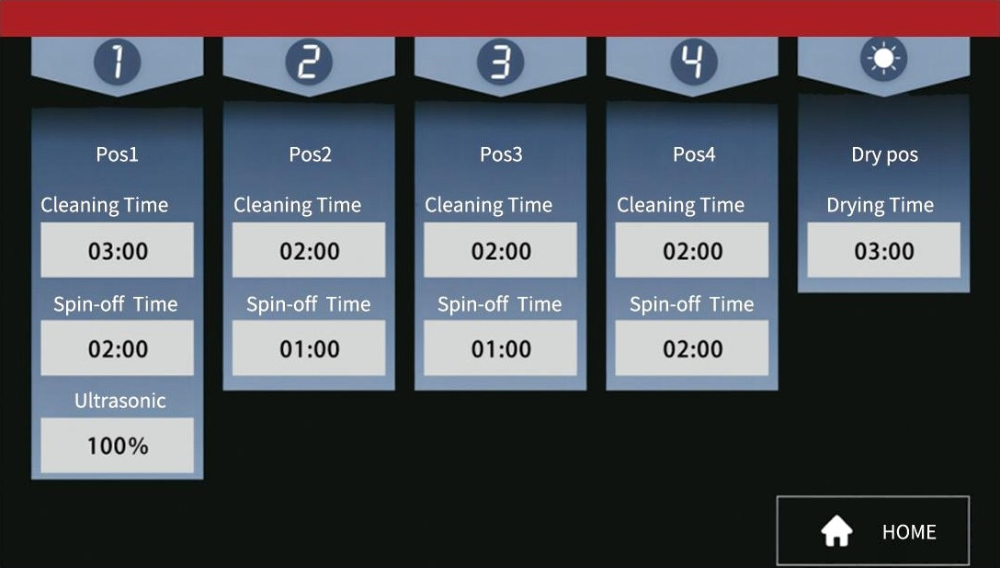 1
2
3
4
Pos1
Cleaning Time
03:00
Spin-off Time
02:00
Ultrasonic
100%
Pos2
Cleaning Time
02:00
Spin-off Time
01:00
Pos3
Cleaning Time
02:00
Spin-off Time
01:00
Pos4
Cleaning Time
02:00
Spin-off Time
02:00
Dry pos
Drying Time
03:00
HOME